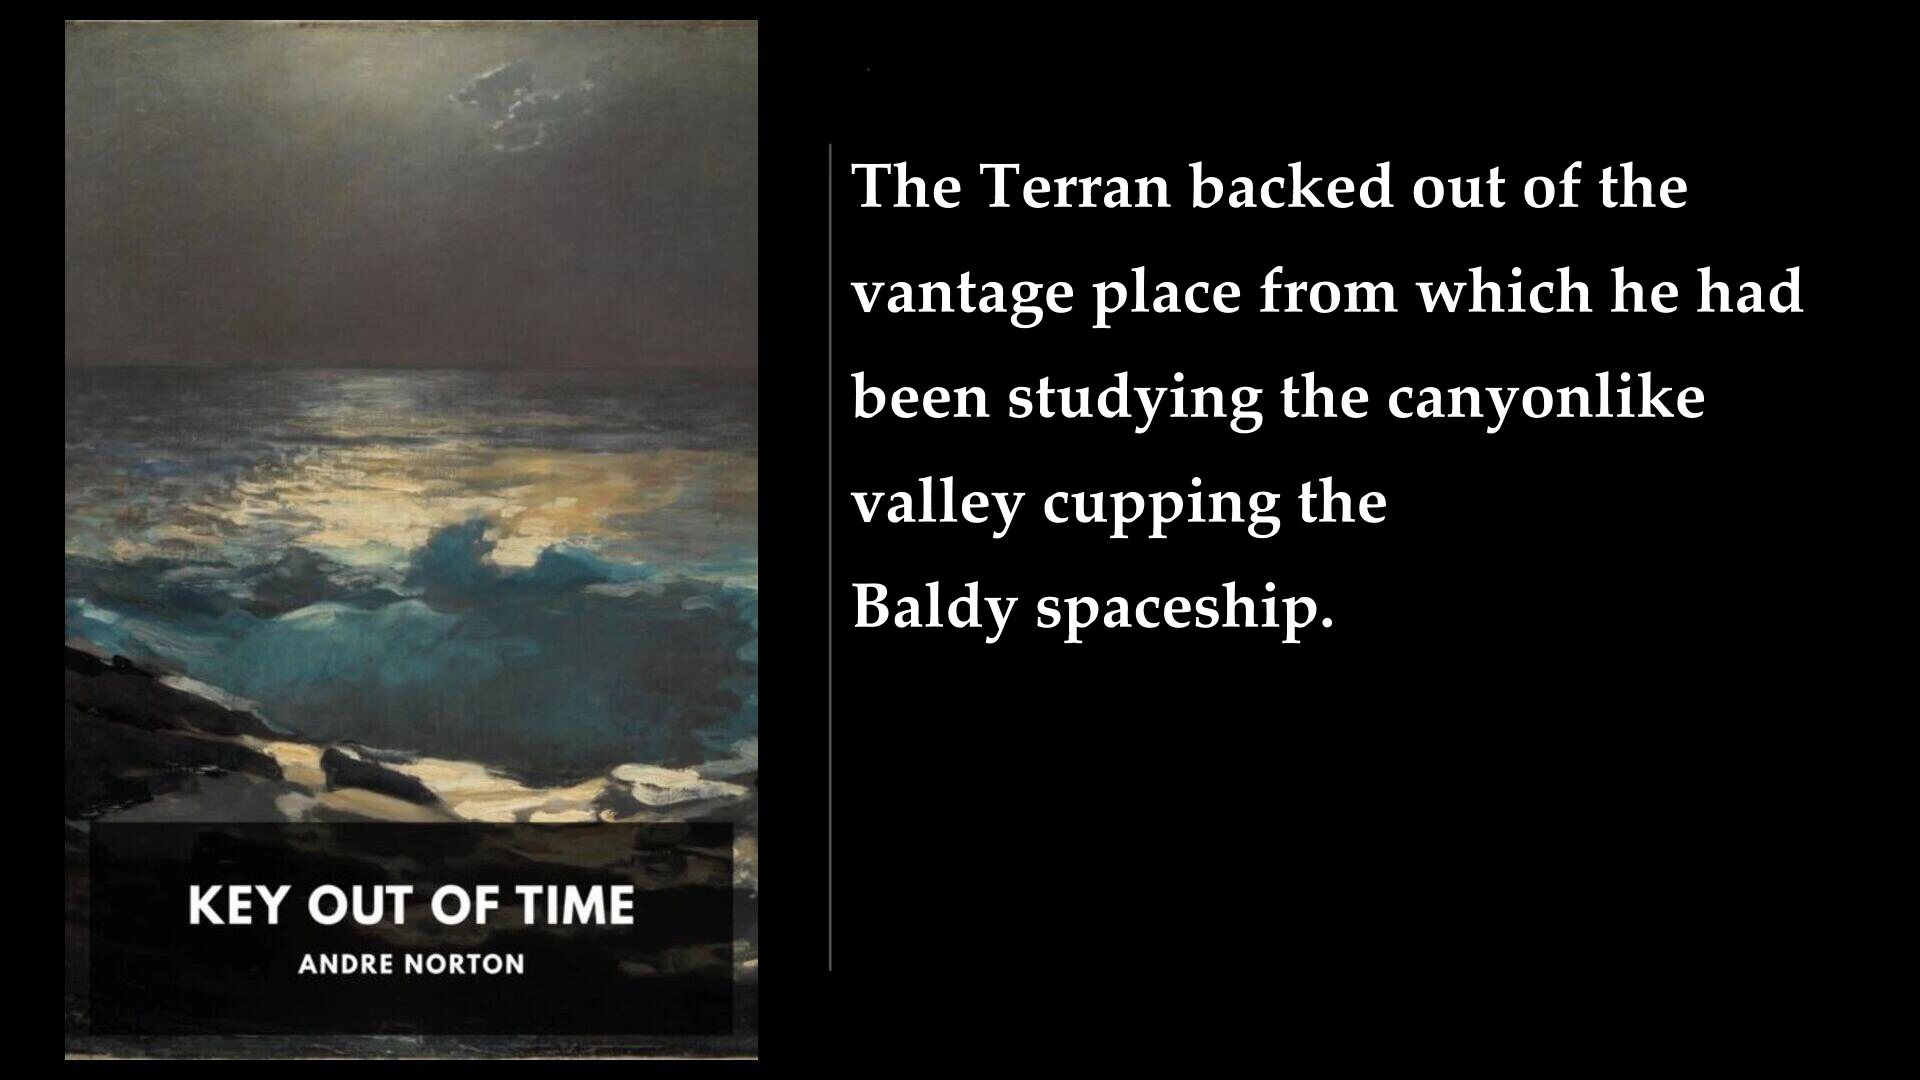 The Terran backed out of the
vantage place from which he had
been studying the canyonlike
valley cupping the
Baldy spaceship.
KEY OUT OF TIME
ANDRE NORTON